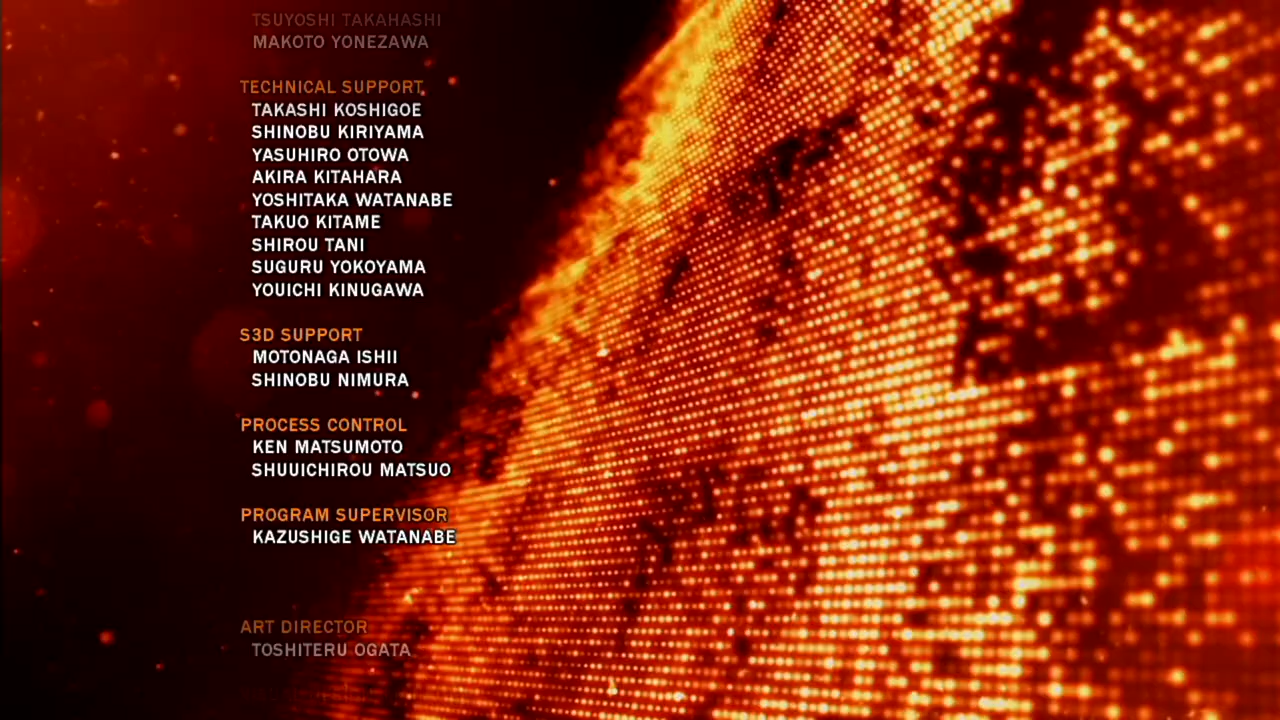 TSUYOSHI TAKAHASHI
MAKOTO YONEZAWA
TECHNICAL SUPPORT
TAKASHI KOSHIGOE
SHINOBU KIRIYAMA
YASUHIRO OTOWA
AKIRA KITAHARA
YOSHITAKA WATANABE
TAKUO KITAME
SHIROU TANI
SUGURU YOKOYAMA
YOUICHI KINUGAWA
S3D SUPPORT
MOTONAGA ISHII
SHINOBU NIMURA
PROCESS CONTROL
KEN MATSUMOTO
SHUUICHIROU MATSUO
PROGRAM SUPERVISOR
KAZUSHIGE WATANABE
ART DIRECTOR
TOSHITERU OGATA